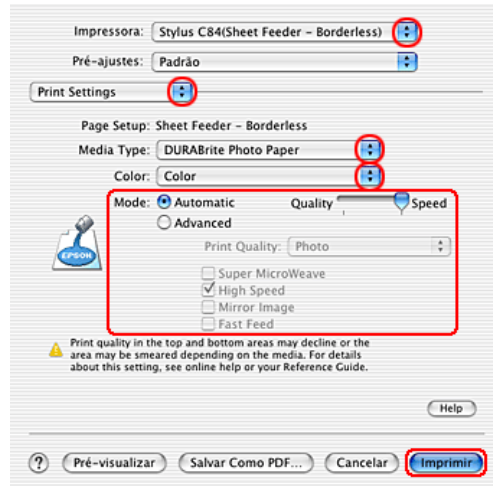 Impressora: Stylus C84(Sheet Feeder - Borderless)
Pré-ajustes: Padrão
Print Settings
Page Setup: Sheet Feeder - Borderless
Media Type: DURABrite Photo Paper
Color: Color
Mode: Automatic Quality Speed
Advanced
Print Quality: Photo
Super MicroWeave
High Speed
Mirror Image
Fast Feed
EPSON
Print quality in the top and bottom areas may decline or the
area may be smeared depending on the media. For details
about this setting, see online help or your Reference Guide.
Help
? Pré-visualizar Salvar Como PDF... Cancelar Imprimir